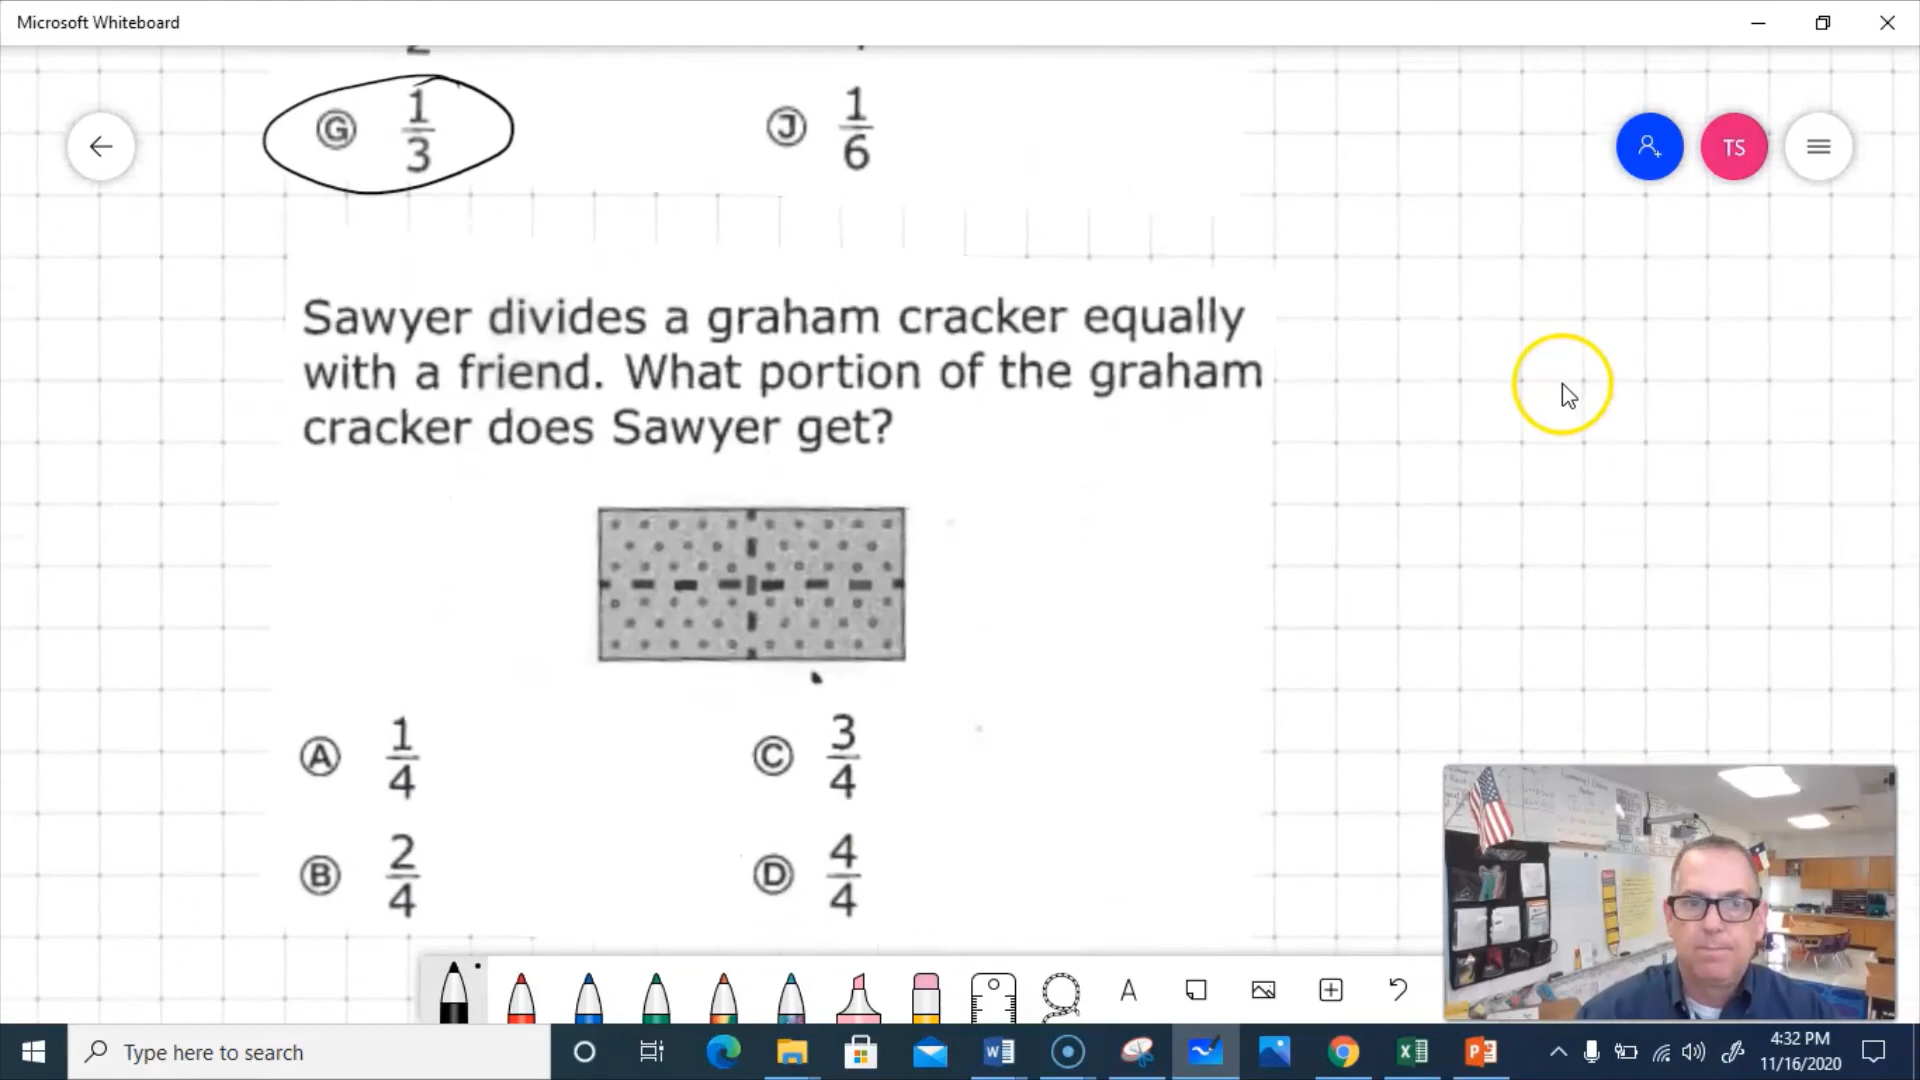 Microsoft Whiteboard
G 1/3
J 1/6
TS
Sawyer divides a graham cracker equally
with a friend. What portion of the graham
cracker does Sawyer get?
A 1/4
C 3/4
B 2/4
D 4/4
Type here to search
4:32 PM
11/16/2020